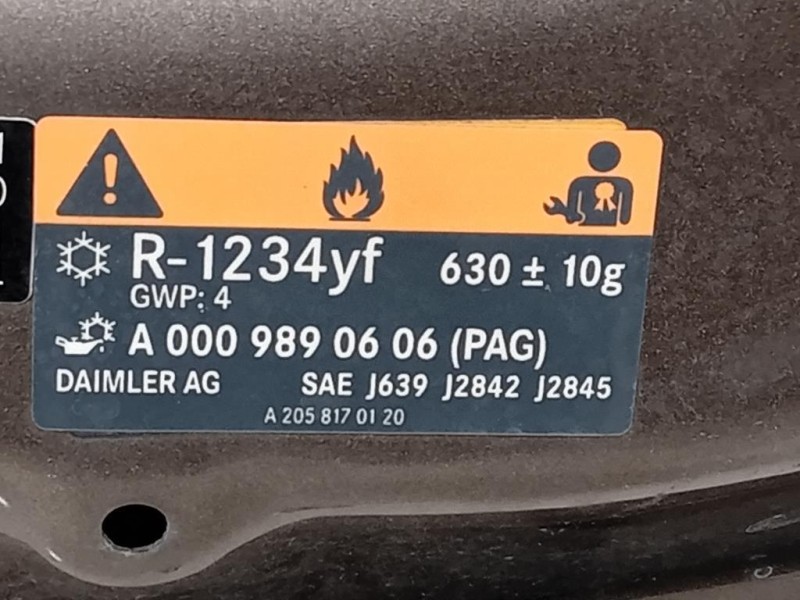 R-1234yf 630 ± 10g
GWP: 4
A 000 989 06 06 (PAG)
DAIMLER AG SAE J639 J2842 J2845
A 205 817 01 20